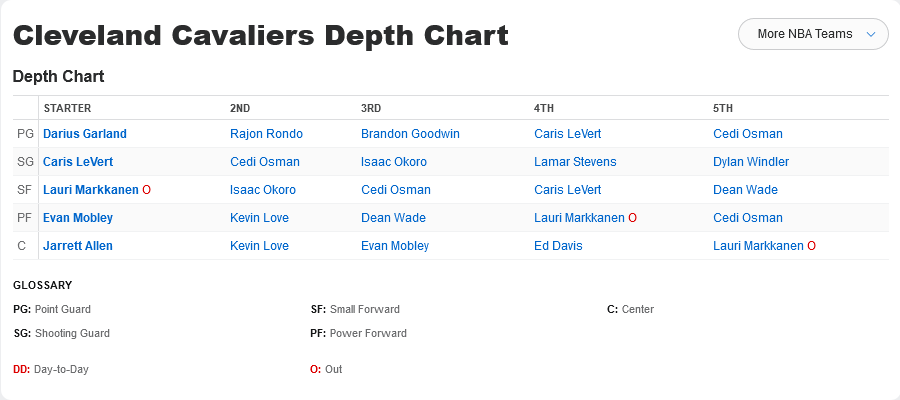 Cleveland Cavaliers Depth Chart
More NBA Teams
Depth Chart
STARTER 2ND 3RD 4TH 5TH
PG Darius Garland Rajon Rondo Brandon Goodwin Caris LeVert Cedi Osman
SG Caris LeVert Cedi Osman Isaac Okoro Lamar Stevens Dylan Windler
SF Lauri Markkanen O Isaac Okoro Cedi Osman Caris LeVert Dean Wade
PF Evan Mobley Kevin Love Dean Wade Lauri Markkanen O Cedi Osman
C Jarrett Allen Kevin Love Evan Mobley Ed Davis Lauri Markkanen O
GLOSSARY
PG: Point Guard SF: Small Forward C: Center
SG: Shooting Guard PF: Power Forward
DD: Day-to-Day O: Out